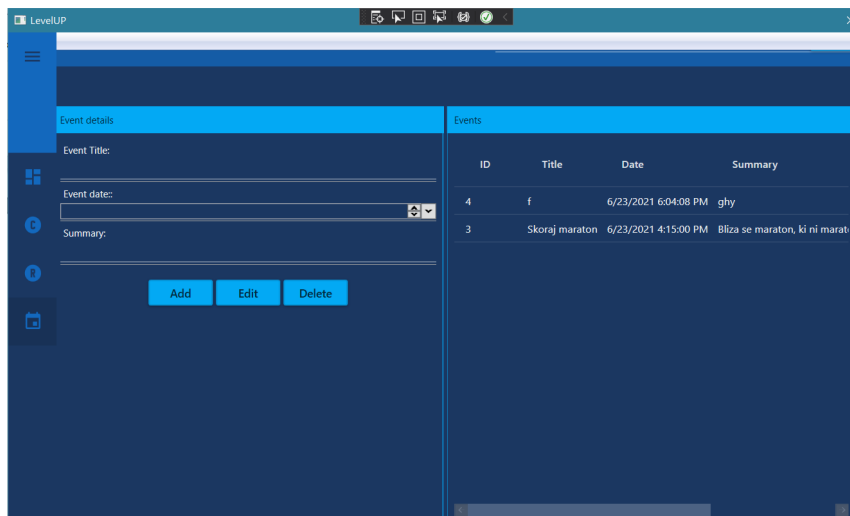 LevelUP
Event details
Event Title:
Event date::
Summary:
Add Edit Delete
Events
ID Title Date Summary
4 f 6/23/2021 6:04:08 PM ghy
3 Skoraj maraton 6/23/2021 4:15:00 PM Bliza se maraton, ki ni marato
C
R